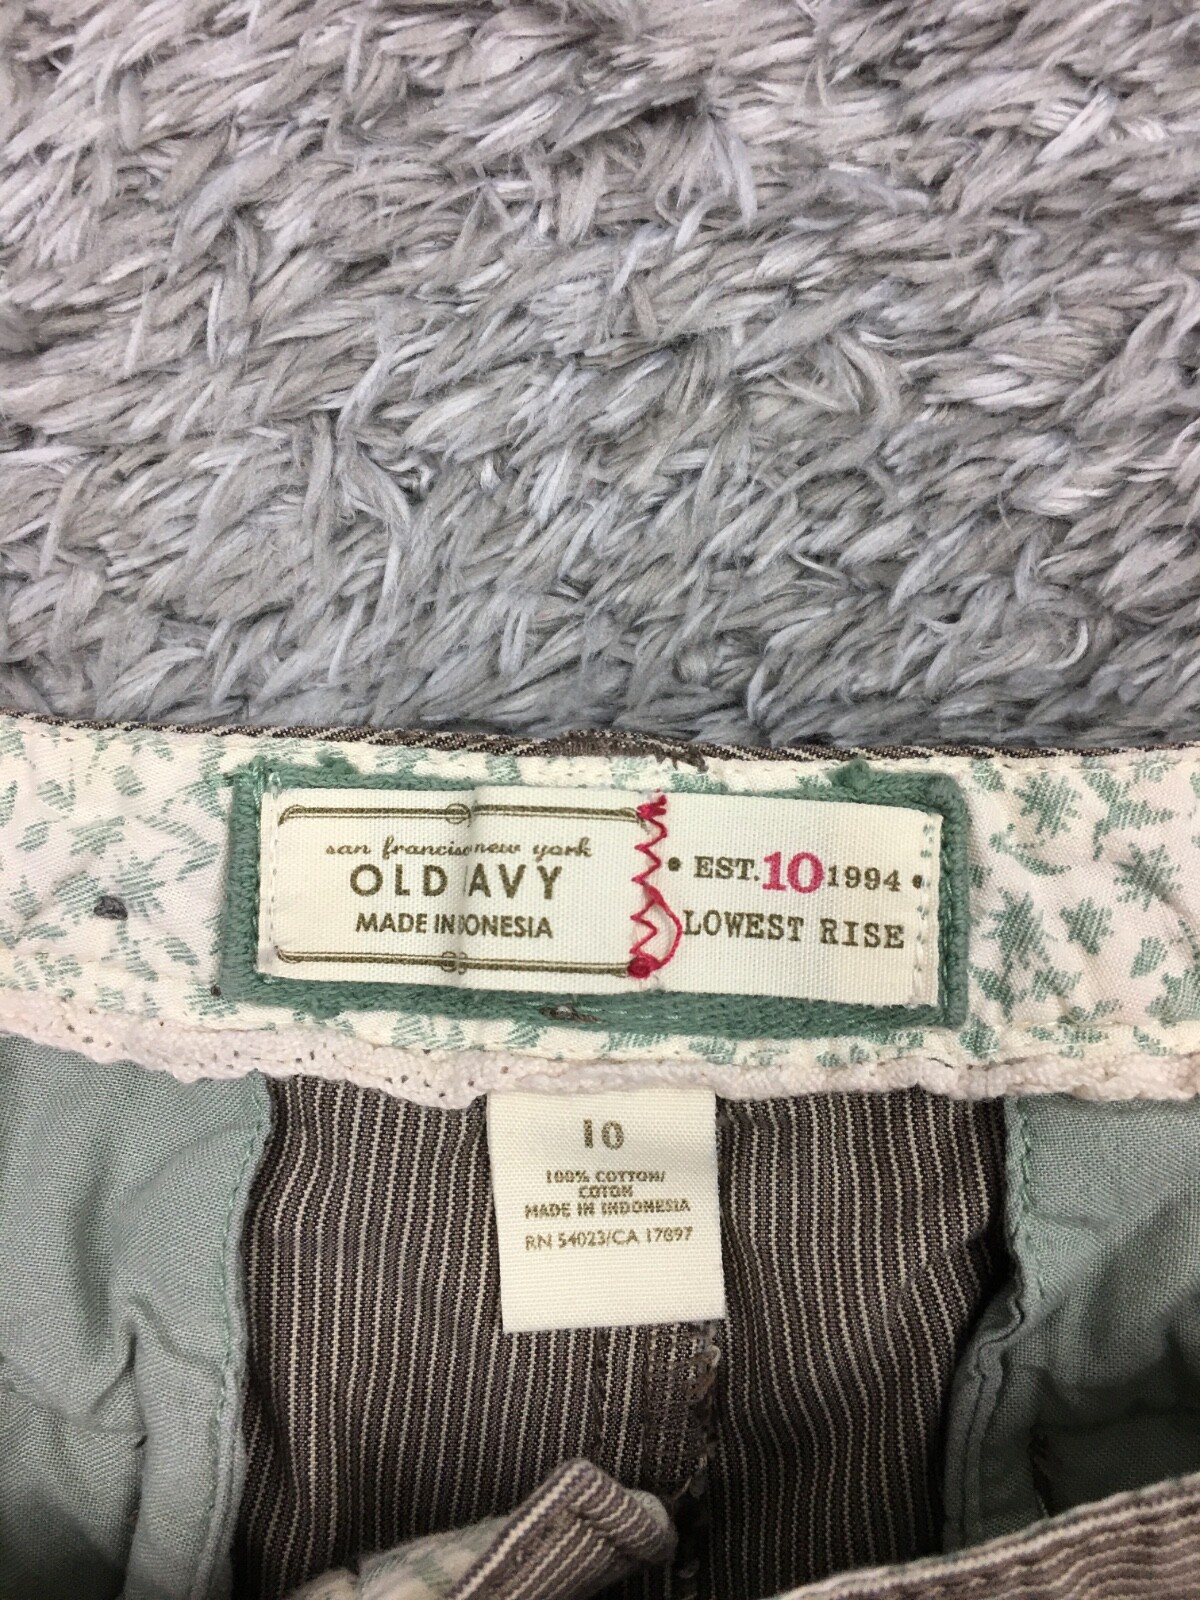 san francisco new york
OLD NAVY
MADE IN INDONESIA
• EST. 10 1994 •
LOWEST RISE
10
100% COTTON/
COTON
MADE IN INDONESIA
RN 54023/CA 17897